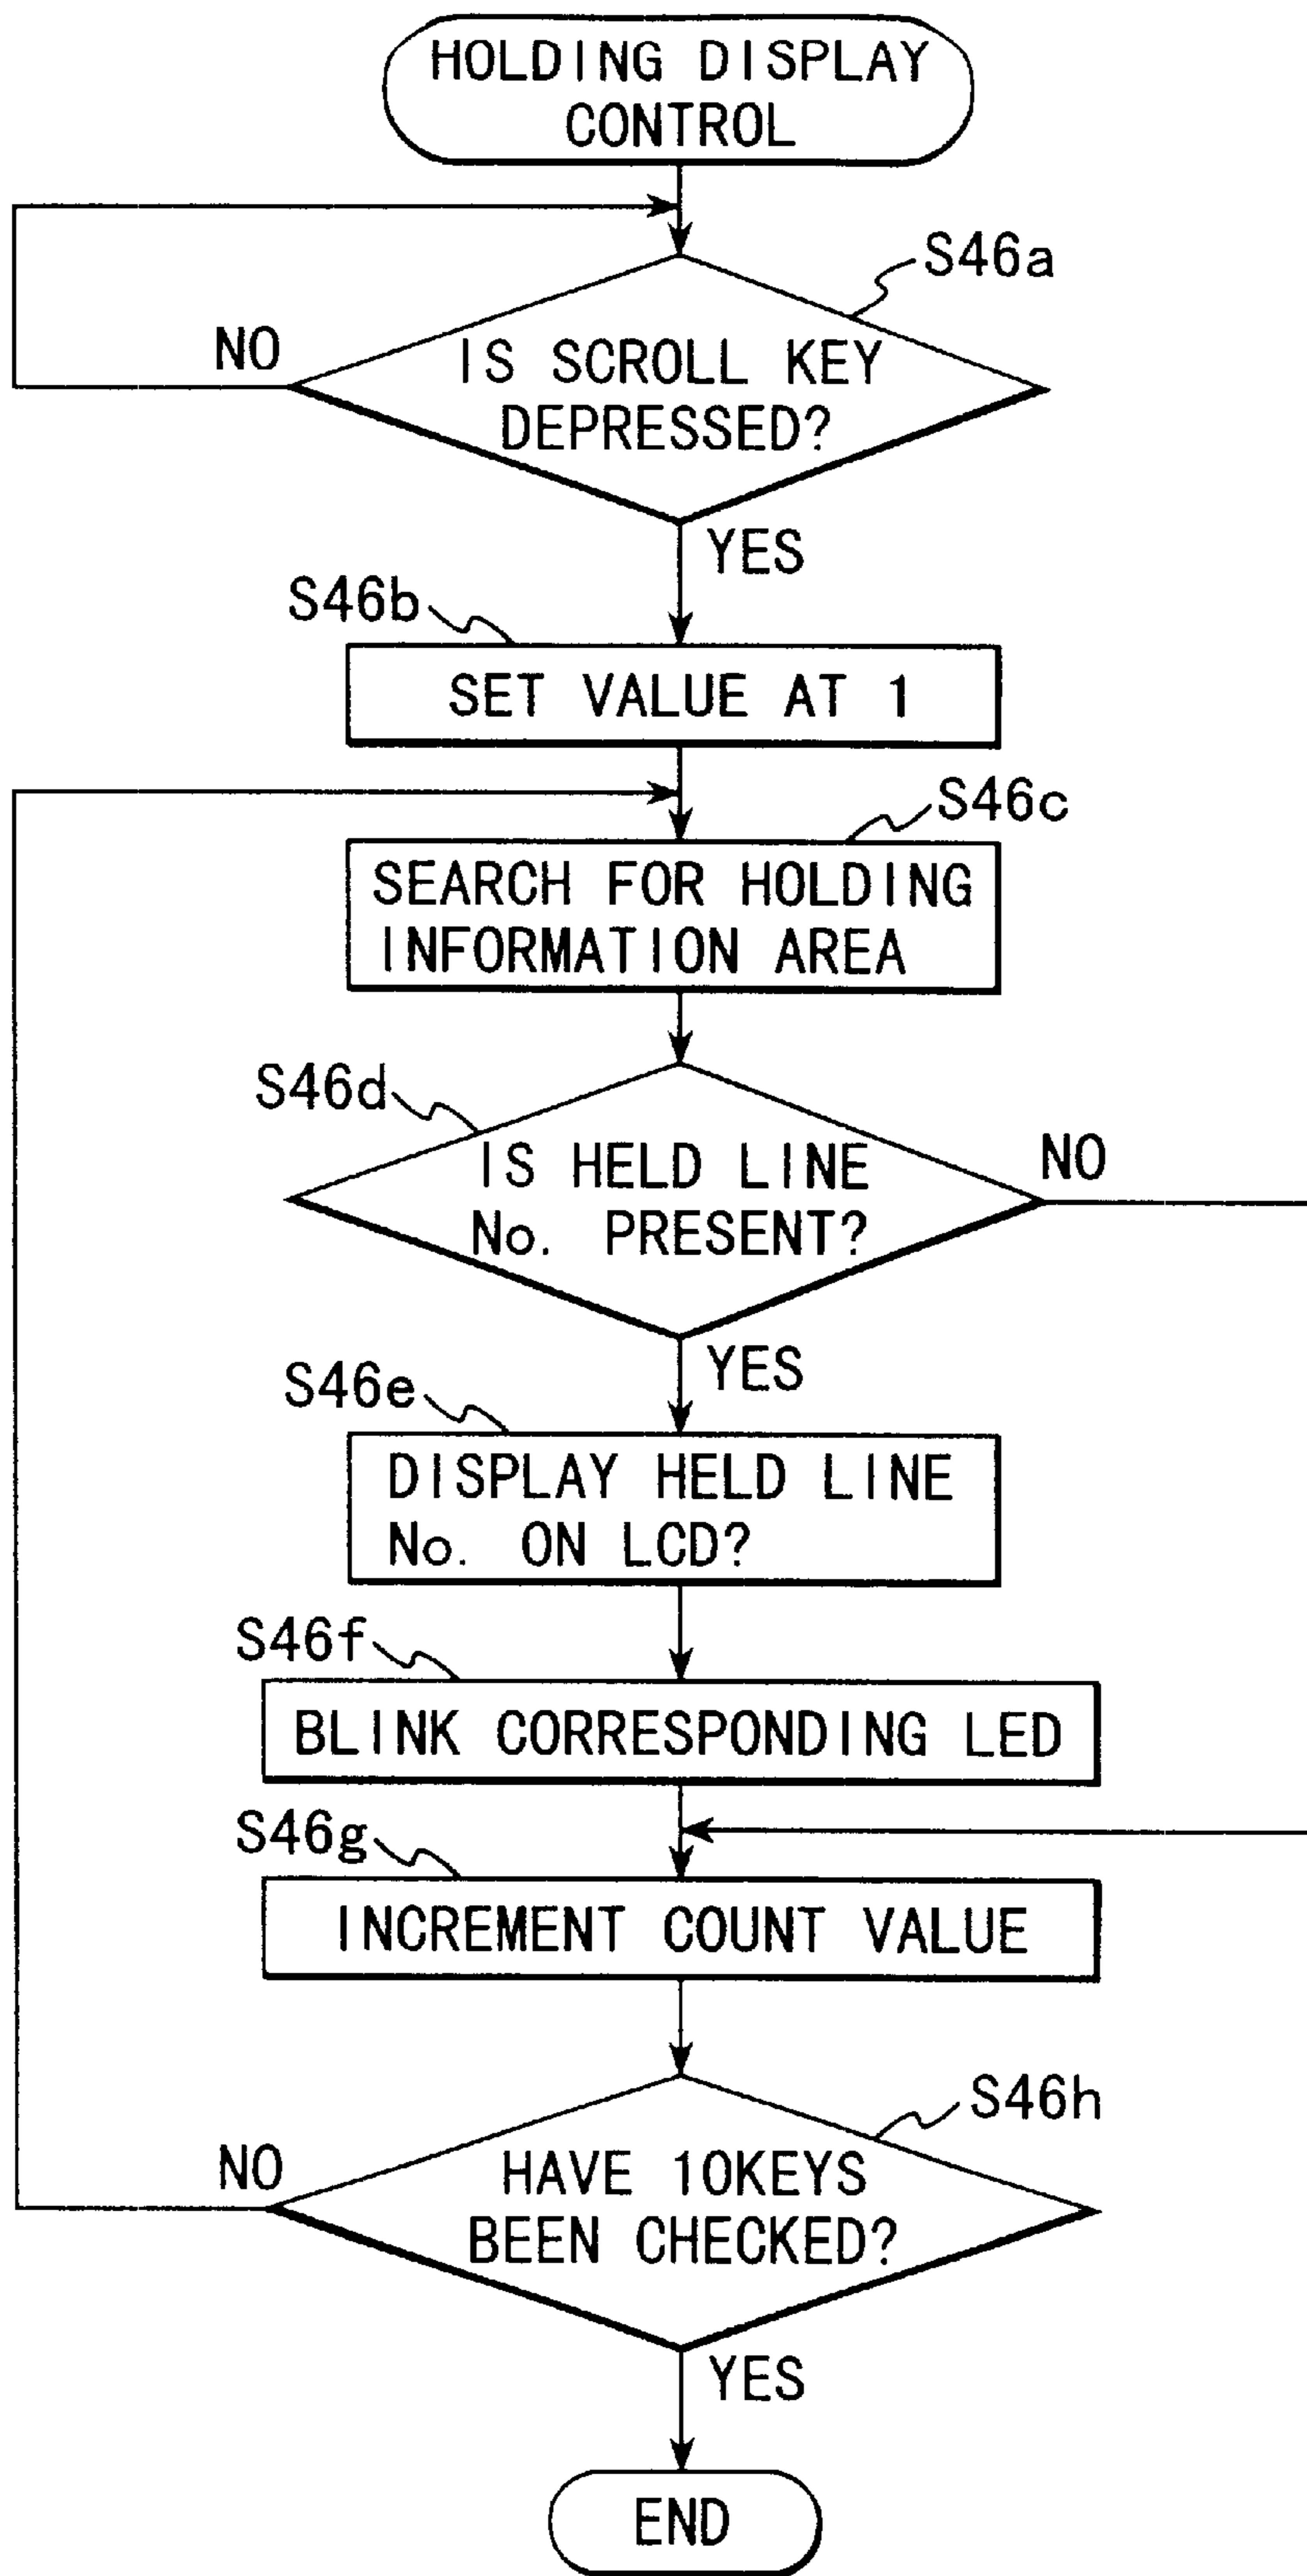 HOLDING DISPLAY
CONTROL
S46a
NO
IS SCROLL KEY
DEPRESSED?
YES
S46b
SET VALUE AT 1
S46c
SEARCH FOR HOLDING
INFORMATION AREA
S46d
NO
IS HELD LINE
No. PRESENT?
YES
S46e
DISPLAY HELD LINE
No. ON LCD?
S46f
BLINK CORRESPONDING LED
S46g
INCREMENT COUNT VALUE
S46h
NO
HAVE 10KEYS
BEEN CHECKED?
YES
END